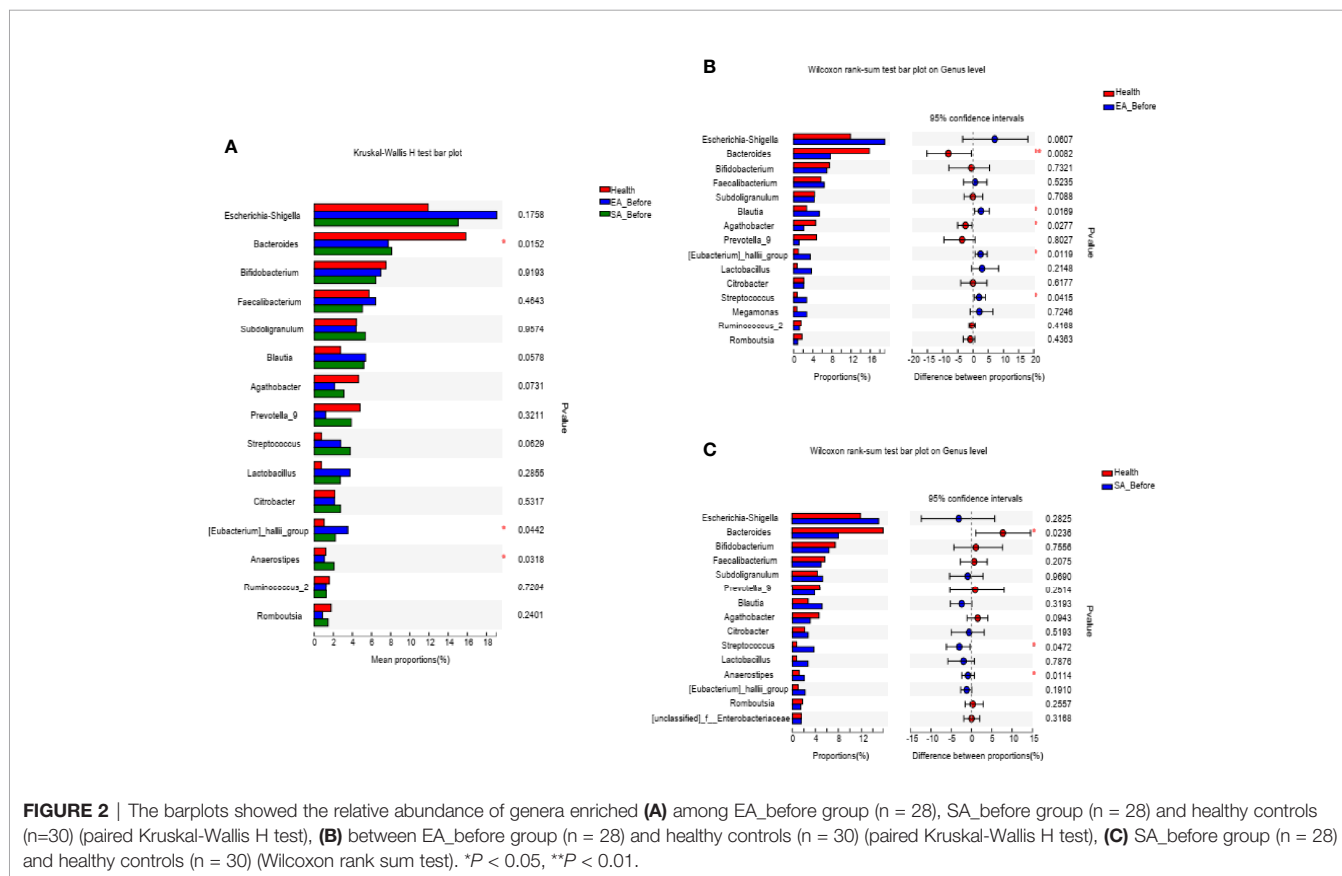 A
Kruskal-Wallis H test bar plot
Health
EA_Before
SA_Before
Escherichia-Shigella 0.1758
Bacteroides * 0.0152
Bifidobacterium 0.9193
Faecalibacterium 0.4643
Subdoligranulum 0.9574
Blautia 0.0578
Agathobacter 0.0731
Prevotella_9 0.3211
Streptococcus 0.0629
Lactobacillus 0.2855
Citrobacter 0.5317
[Eubacterium]_hallii_group * 0.0442
Anaerostipes * 0.0318
Ruminococcus_2 0.7204
Romboutsia 0.2401
0 2 4 6 8 10 12 14 16 18
Mean proportions(%)
Pvalue
B
Wilcoxon rank-sum test bar plot on Genus level
Health
EA_Before
95% confidence intervals
Escherichia-Shigella 0.0607
Bacteroides ** 0.0082
Bifidobacterium 0.7321
Faecalibacterium 0.5235
Subdoligranulum 0.7088
Blautia * 0.0169
Agathobacter * 0.0277
Prevotella_9 0.8027
[Eubacterium]_hallii_group * 0.0119
Lactobacillus 0.2148
Citrobacter 0.6177
Streptococcus * 0.0415
Megamonas 0.7246
Ruminococcus_2 0.4168
Romboutsia 0.4363
0 4 8 12 16 -20 -15 -10 -5 0 5 10 15 20
Proportions(%) Difference between proportions(%)
Pvalue
C
Wilcoxon rank-sum test bar plot on Genus level
Health
SA_Before
95% confidence intervals
Escherichia-Shigella 0.2825
Bacteroides * 0.0236
Bifidobacterium 0.7556
Faecalibacterium 0.2075
Subdoligranulum 0.9690
Prevotella_9 0.2514
Blautia 0.3193
Agathobacter 0.0943
Citrobacter 0.5193
Streptococcus * 0.0472
Lactobacillus 0.7876
Anaerostipes * 0.0114
[Eubacterium]_hallii_group 0.1910
Romboutsia 0.2557
[unclassified]_f__Enterobacteriaceae 0.3168
0 4 8 12 -15 -10 -5 0 5 10 15
Proportions(%) Difference between proportions(%)
Pvalue
FIGURE 2 | The barplots showed the relative abundance of genera enriched (A) among EA_before group (n = 28), SA_before group (n = 28) and healthy controls
(n=30) (paired Kruskal-Wallis H test), (B) between EA_before group (n = 28) and healthy controls (n = 30) (paired Kruskal-Wallis H test), (C) SA_before group (n = 28)
and healthy controls (n = 30) (Wilcoxon rank sum test). *P < 0.05, **P < 0.01.